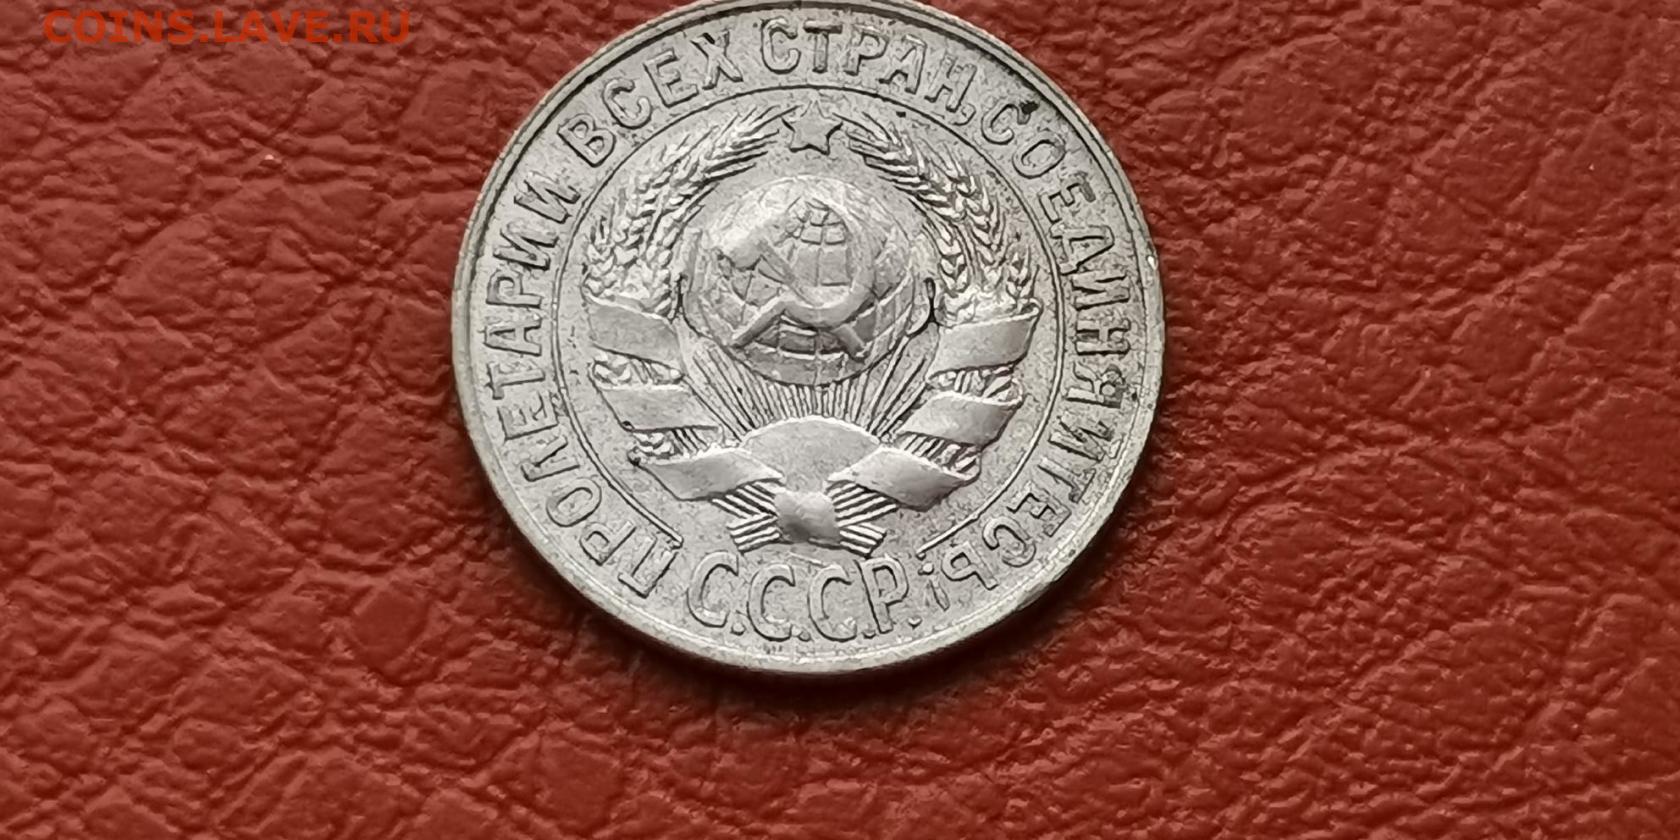 COINS.LAVE.RU
ПРОЛЕТАРИИ ВСЕХ СТРАН, СОЕДИНЯЙТЕСЬ!
С.С.С.Р.